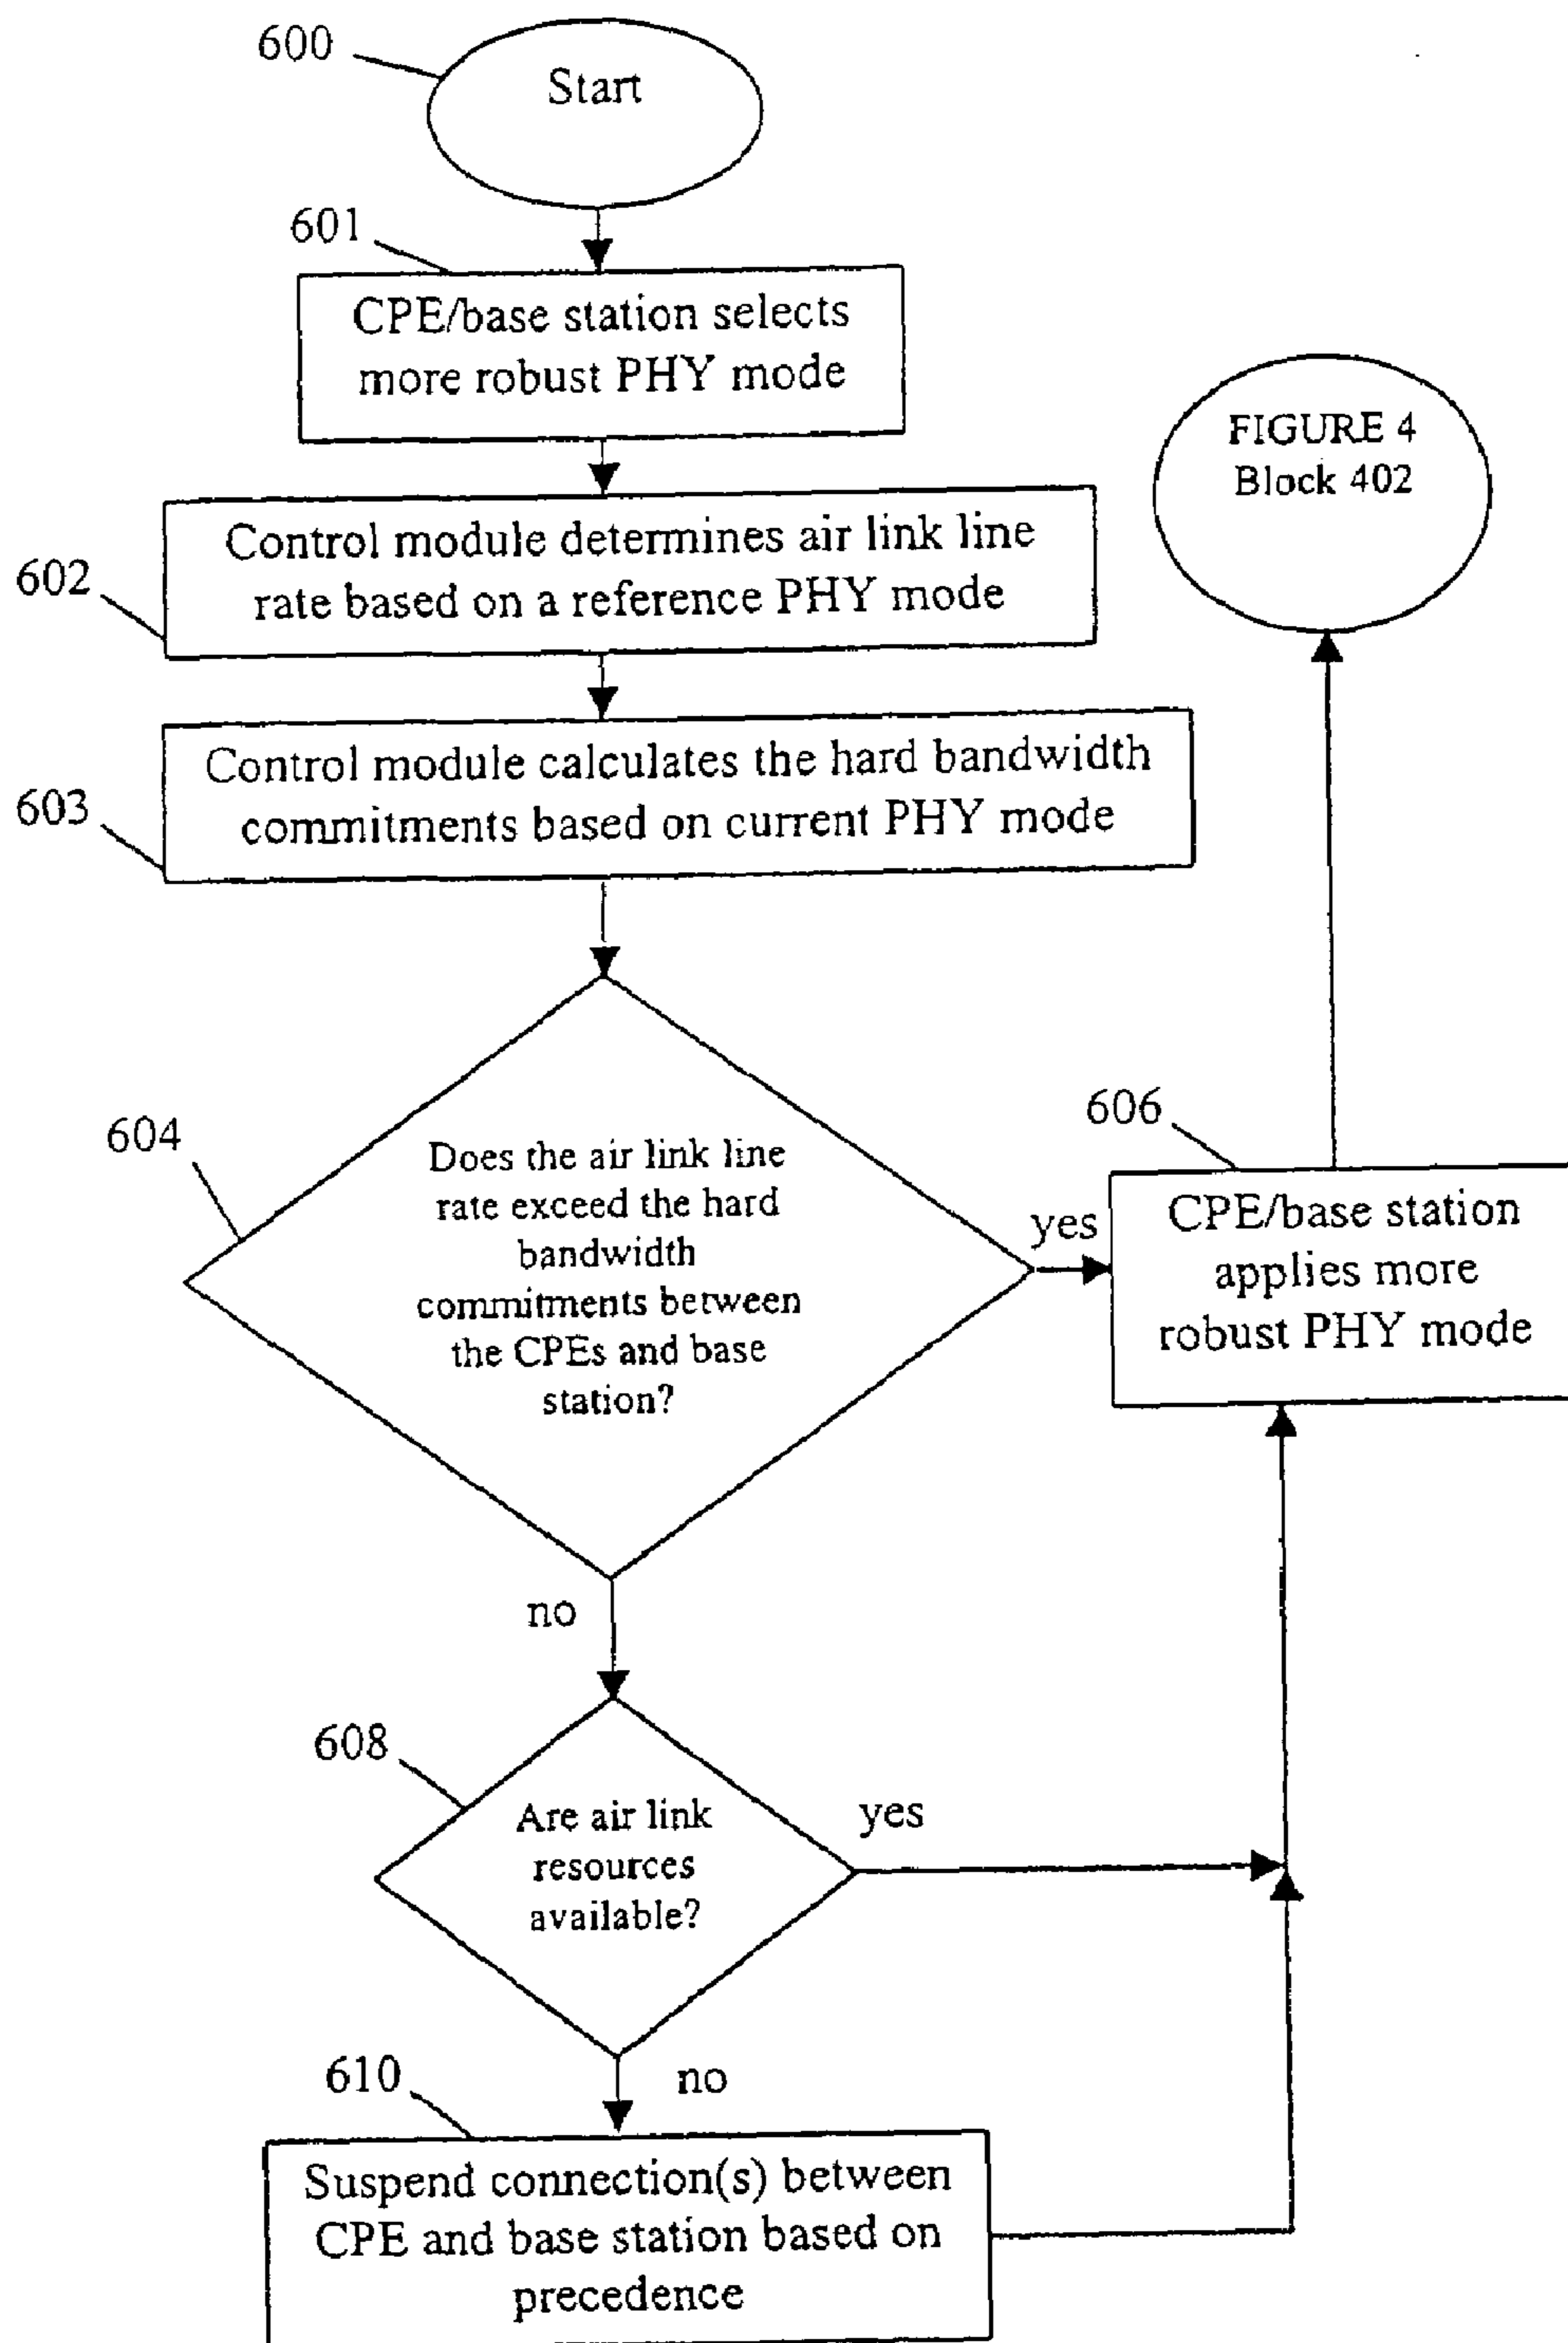 600
Start
601
CPE/base station selects
more robust PHY mode
FIGURE 4
Block 402
602
Control module determines air link line
rate based on a reference PHY mode
603
Control module calculates the hard bandwidth
commitments based on current PHY mode
604
Does the air link line
rate exceed the hard
bandwidth
commitments between
the CPEs and base
station?
yes
606
CPE/base station
applies more
robust PHY mode
no
608
Are air link
resources
available?
yes
no
610
Suspend connection(s) between
CPE and base station based on
precedence